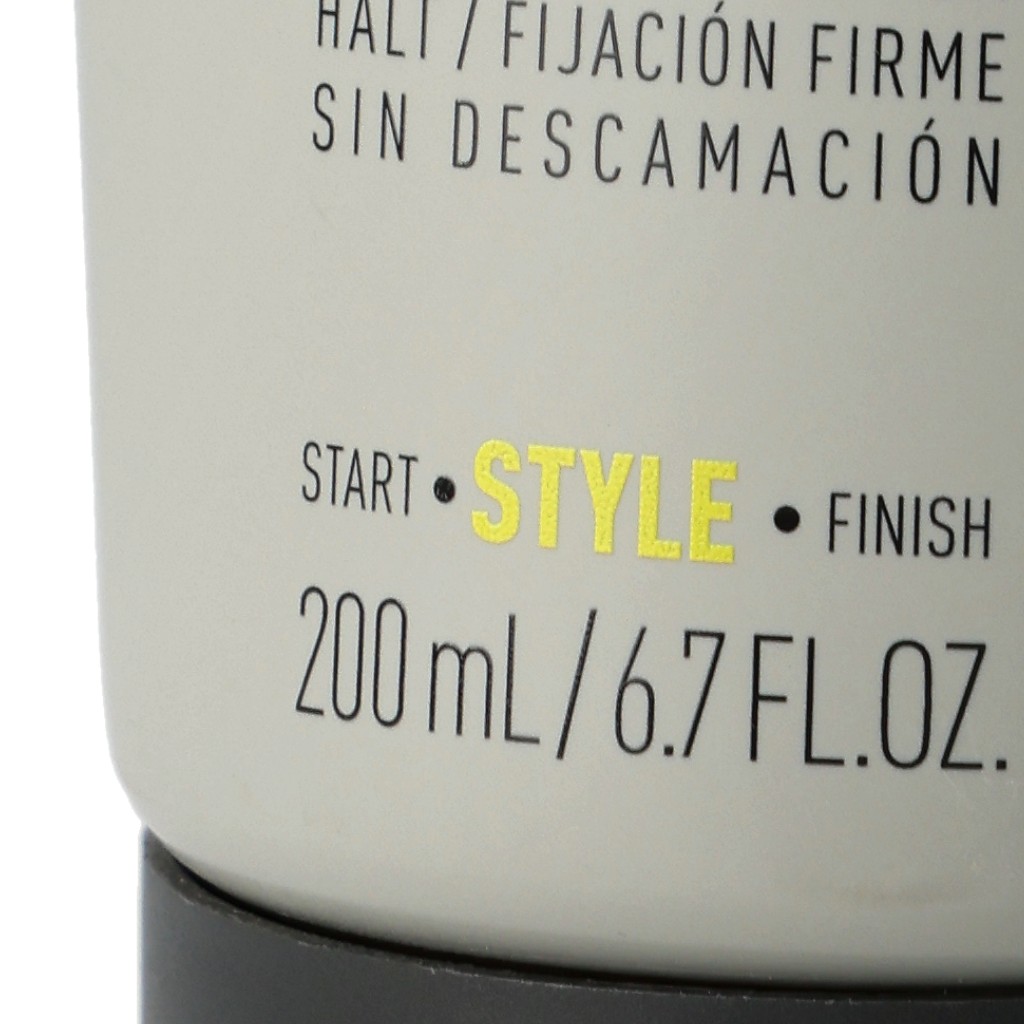 HALT / FIJACIÓN FIRME
SIN DESCAMACIÓN
START • STYLE • FINISH
200 mL / 6.7 FL.OZ.